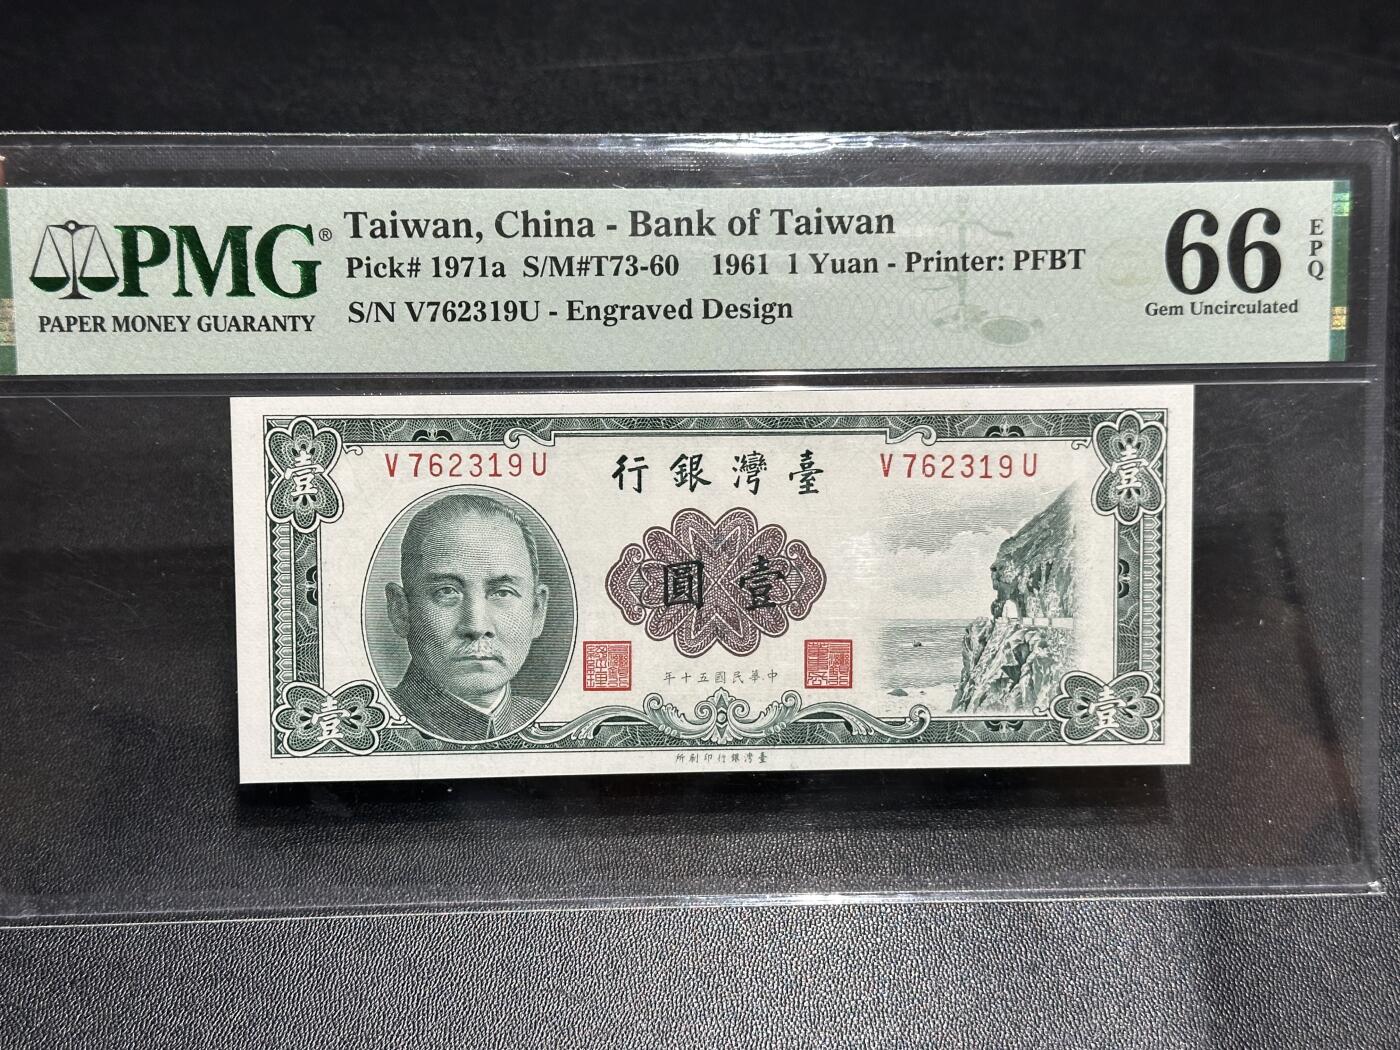 PMG®
PAPER MONEY GUARANTY
Taiwan, China - Bank of Taiwan
Pick# 1971a S/M#T73-60 1961 1 Yuan - Printer: PFBT
S/N V762319U - Engraved Design
66 EPQ
Gem Uncirculated
壹 壹
V762319U 行銀灣臺 V762319U
圓壹
年十五國民華中
壹 壹
所刷印行銀灣臺